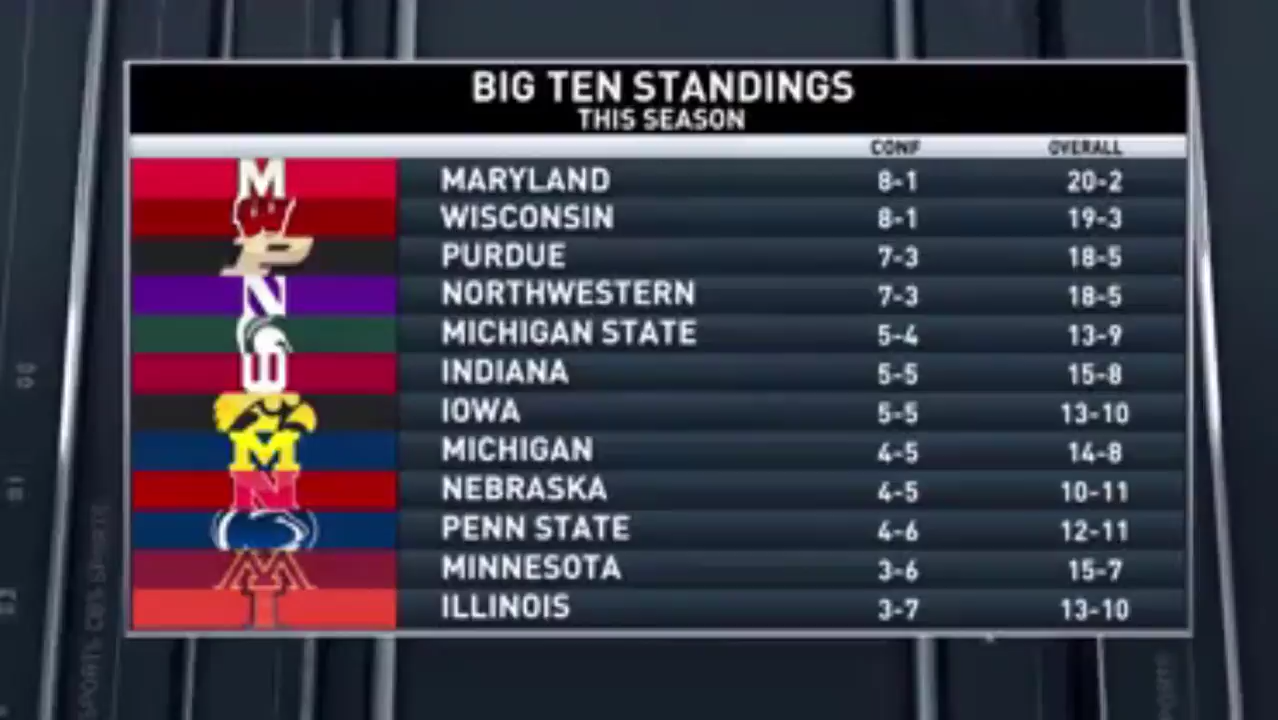 BIG TEN STANDINGS
THIS SEASON
CONF OVERALL
MARYLAND 8-1 20-2
WISCONSIN 8-1 19-3
PURDUE 7-3 18-5
NORTHWESTERN 7-3 18-5
MICHIGAN STATE 5-4 13-9
INDIANA 5-5 15-8
IOWA 5-5 13-10
MICHIGAN 4-5 14-8
NEBRASKA 4-5 10-11
PENN STATE 4-6 12-11
MINNESOTA 3-6 15-7
ILLINOIS 3-7 13-10
SPORTS CBS SPORTS